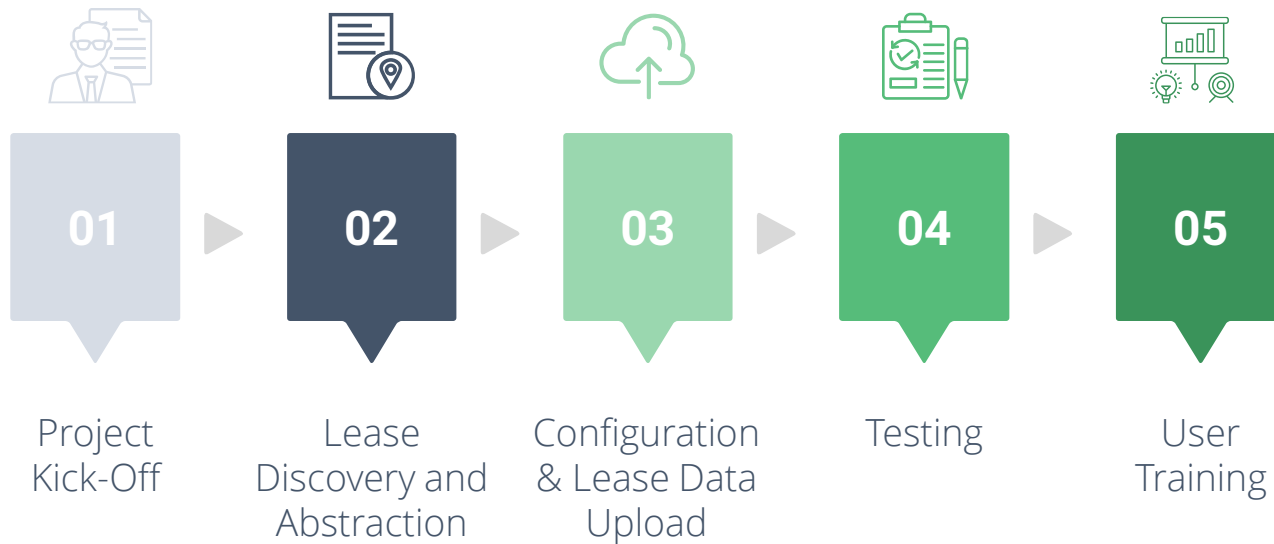 01
02
03
04
05
Project
Kick-Off
Lease
Discovery and
Abstraction
Configuration
& Lease Data
Upload
Testing
User
Training